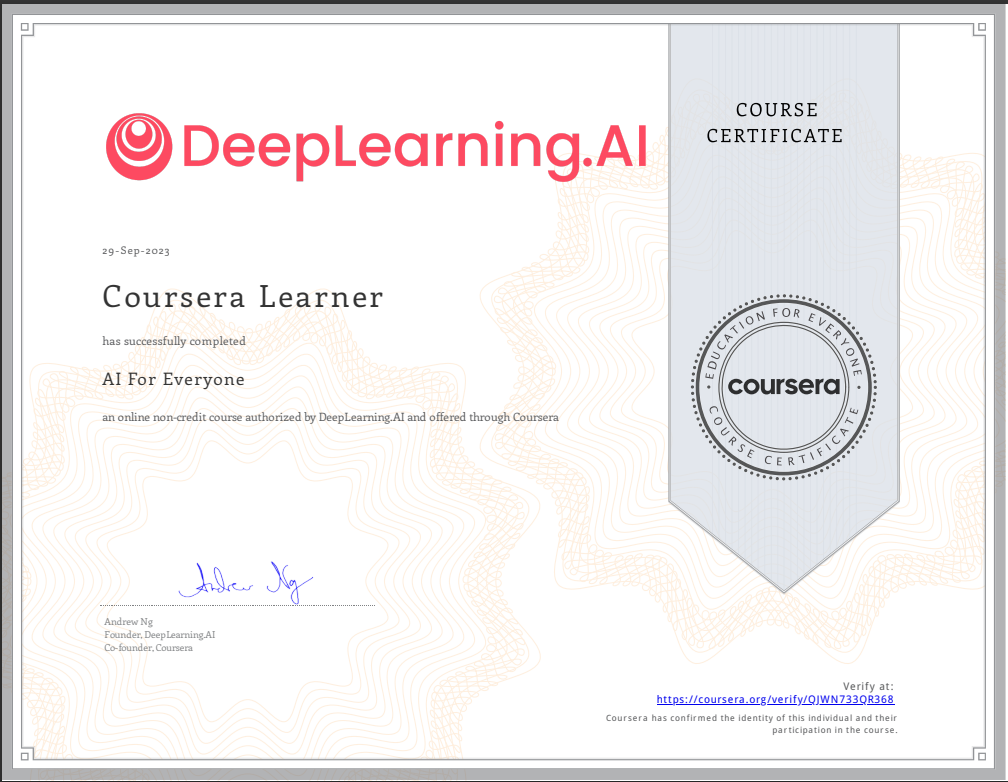 DeepLearning.AI
COURSE
CERTIFICATE
29-Sep-2023
Coursera Learner
has successfully completed
AI For Everyone
an online non-credit course authorized by DeepLearning.AI and offered through Coursera
EDUCATION FOR EVERYONE
coursera
COURSE CERTIFICATE
Andrew Ng
Andrew Ng
Founder, DeepLearning.AI
Co-founder, Coursera
Verify at:
https://coursera.org/verify/QJWN733QR368
Coursera has confirmed the identity of this individual and their
participation in the course.